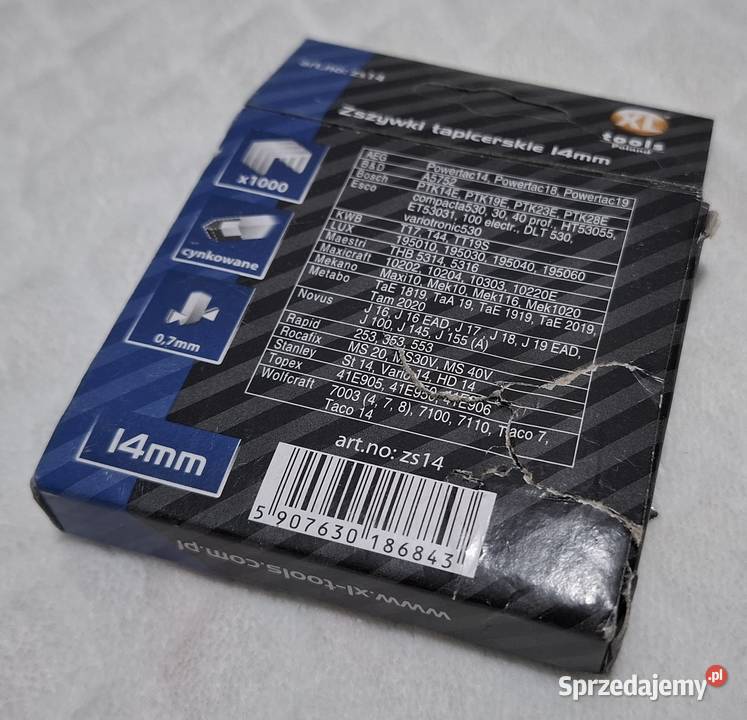 art.no: zs14
Zszywki tapicerskie 14mm
XL
tools
Poland
x1000
cynkowane
0,7mm
14mm
AEG Powertac14, Powertac18, Powertac19
B&D A5753
Bosch PTK14E, PTK19E, PTK23E, PTK28E
Esco compacta530, 30, 40 prof., HT53055,
ET53031, 100 electr., DLT 530,
variotronic530
KWB T17, T44, TT19S
LUX 195010, 195030, 195040, 195060
Maestri THB 5314, 5316
Maxicraft 10202, 10204, 10303, 10220E
Mekano Maxi10, Mek10, Mek116, Mek1020
Metabo TaE 1819, TaA 19, TaE 1919, TaE 2019,
Tam 2020
Novus J 16, J 16 EAD, J 17, J 18, J 19 EAD,
J 100, J 145, J 155 (A)
Rapid 253, 353, 553
Rocafix MS 20, MS30V, MS 40V
Stanley St 14, Vario 14, HD 14
Topex 41E905, 41E950, 41E906
Wolfcraft 7003 (4, 7, 8), 7100, 7110, Taco 7,
Taco 14
art.no: zs14
5 907630 186843
www.xl-tools.com.pl
Sprzedajemy.pl